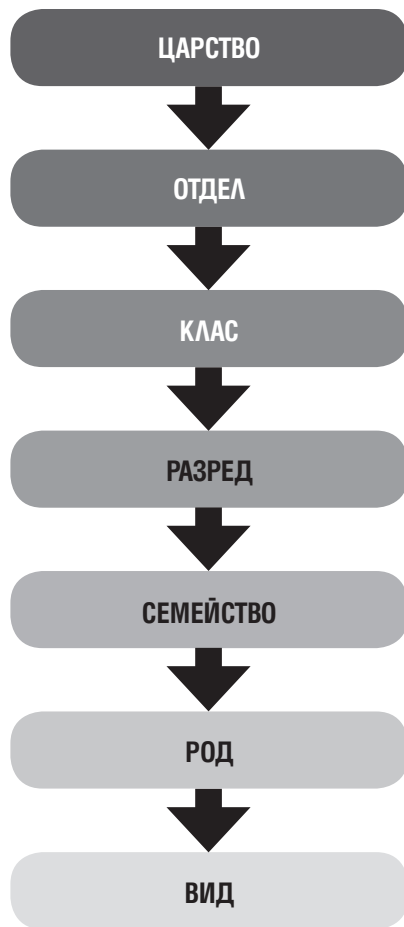 ЦАРСТВО
ОТДЕЛ
КЛАС
РАЗРЕД
СЕМЕЙСТВО
РОД
ВИД